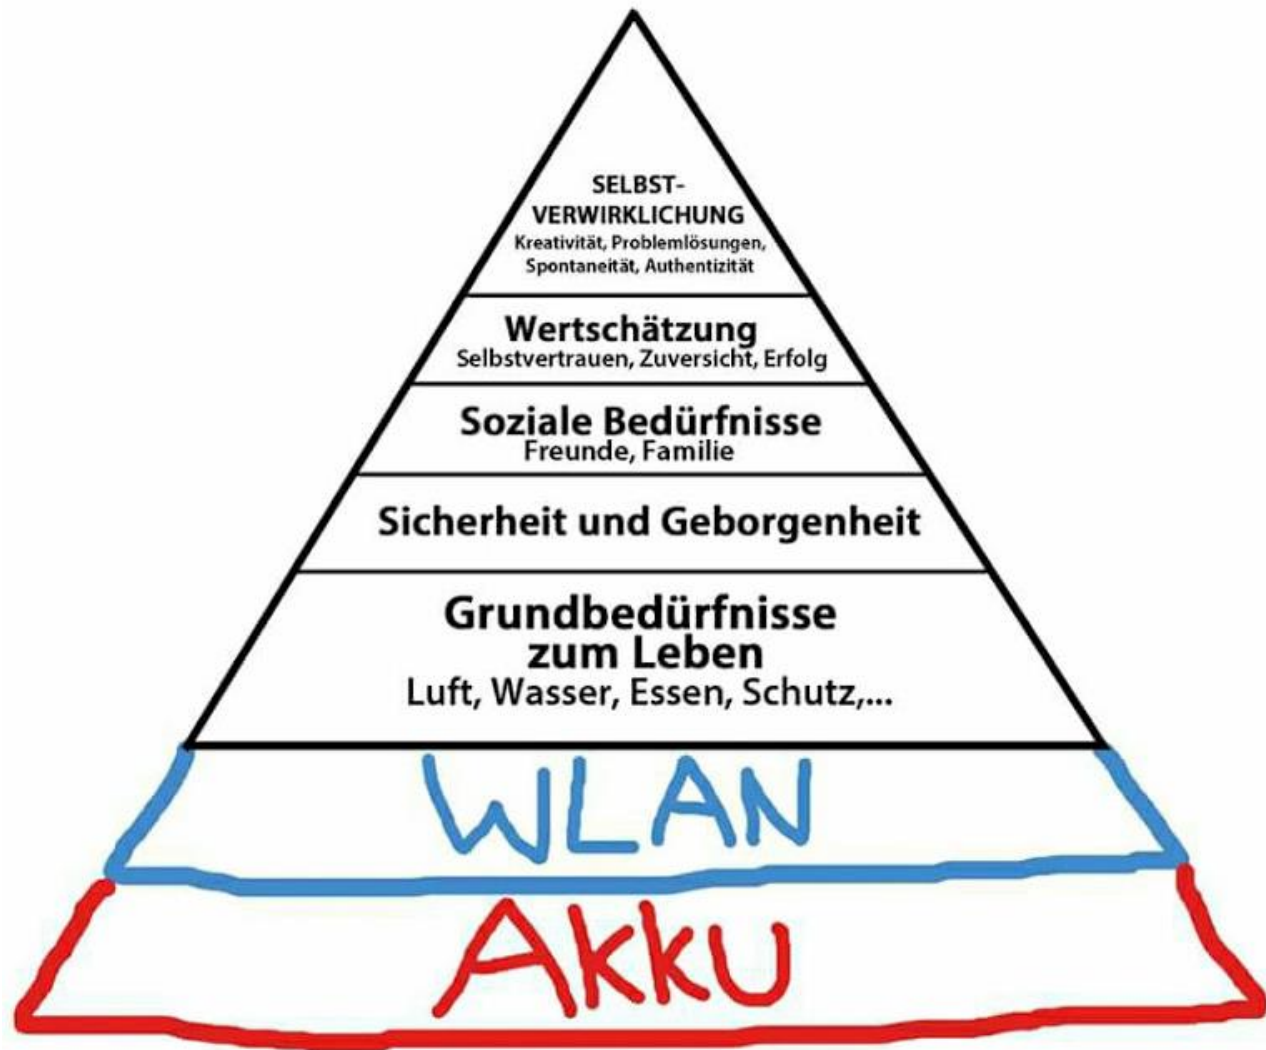 SELBST-
VERWIRKLICHUNG
Kreativität, Problemlösungen,
Spontaneität, Authentizität
Wertschätzung
Selbstvertrauen, Zuversicht, Erfolg
Soziale Bedürfnisse
Freunde, Familie
Sicherheit und Geborgenheit
Grundbedürfnisse
zum Leben
Luft, Wasser, Essen, Schutz,...
WLAN
Akku